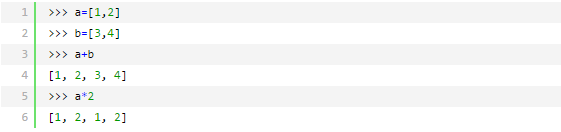 1 >>> a=[1,2]
2 >>> b=[3,4]
3 >>> a+b
4 [1, 2, 3, 4]
5 >>> a*2
6 [1, 2, 1, 2]